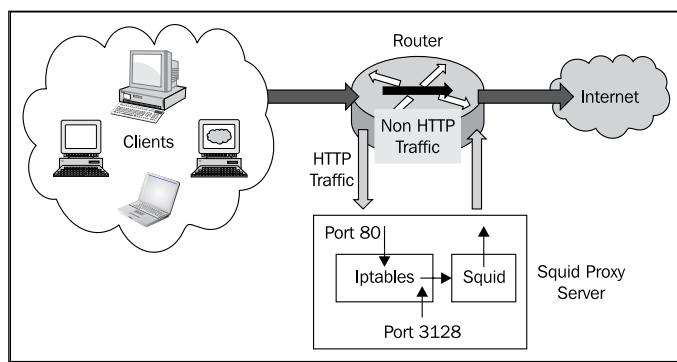 Router
Clients
Internet
Non HTTP
Traffic
HTTP
Traffic
Port 80
Iptables
Squid
Squid Proxy
Server
Port 3128